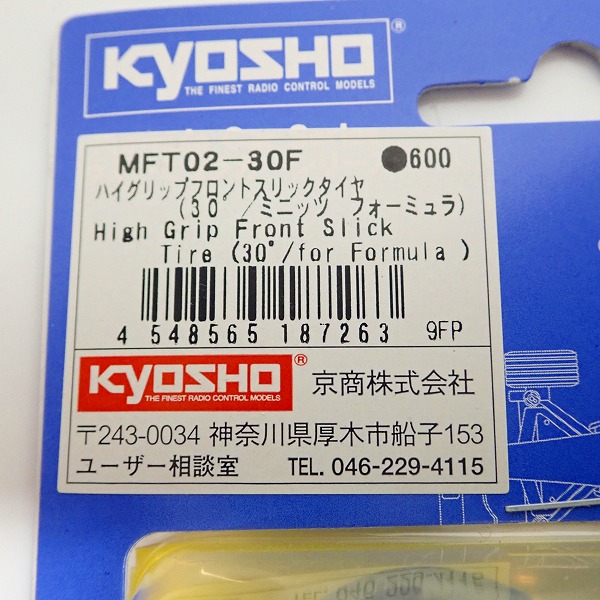 KYOSHO®
THE FINEST RADIO CONTROL MODELS
MFT02-30F ●600
ハイグリップフロントスリックタイヤ
(30°/ミニッツ フォーミュラ)
High Grip Front Slick
Tire (30°/for Formula )
4 548565 187263 9FP
KYOSHO®
THE FINEST RADIO CONTROL MODELS
京商株式会社
〒243-0034 神奈川県厚木市船子153
ユーザー相談室 TEL. 046-229-4115